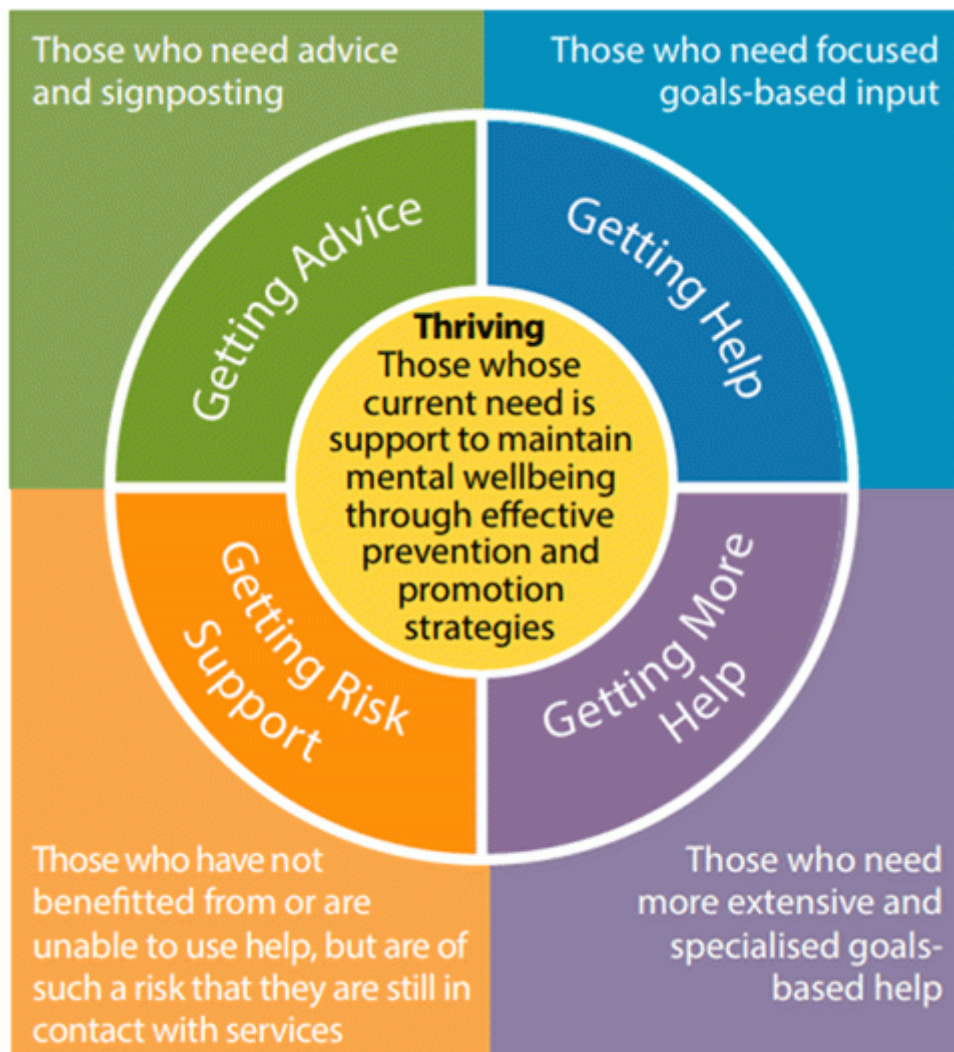 Those who need advice
and signposting
Those who need focused
goals-based input
Getting Advice
Getting Help
Thriving
Those whose
current need is
support to maintain
mental wellbeing
through effective
prevention and
promotion
strategies
Getting Risk
Support
Getting More
Help
Those who have not
benefitted from or are
unable to use help, but are of
such a risk that they are still in
contact with services
Those who need
more extensive and
specialised goals-
based help